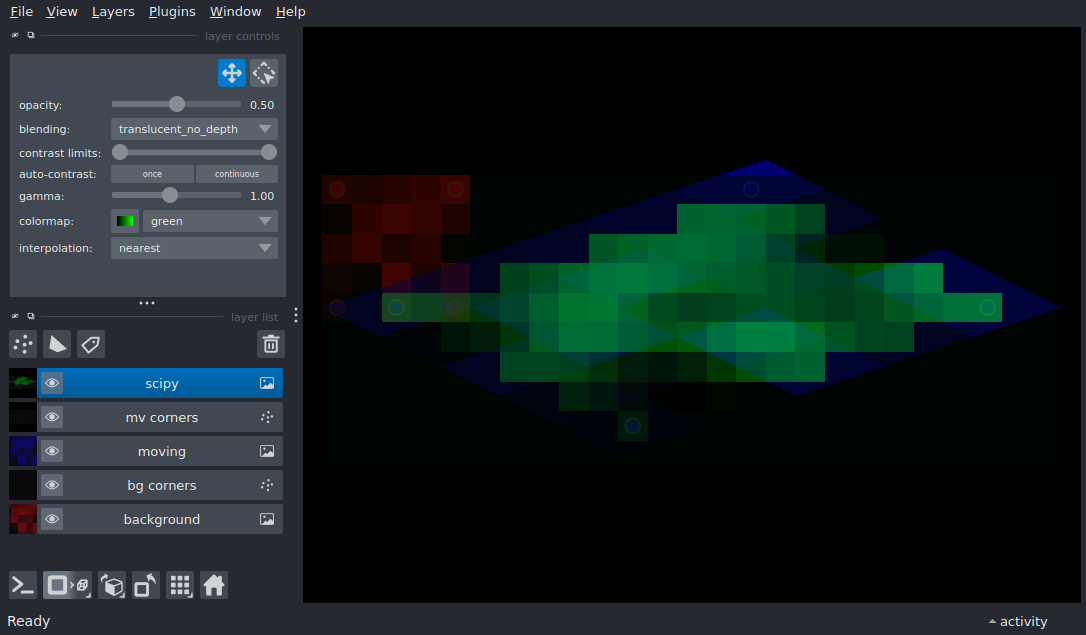 File View Layers Plugins Window Help
layer controls
opacity: 0.50
blending: translucent_no_depth
contrast limits:
auto-contrast: once continuous
gamma: 1.00
colormap: green
interpolation: nearest
layer list
scipy
mv corners
moving
bg corners
background
Ready
activity